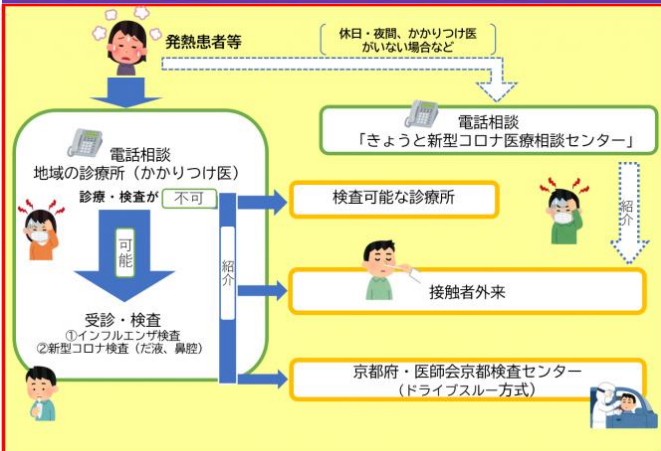 発熱患者等
休日・夜間、かかりつけ医
がいない場合など
電話相談
「きょうと新型コロナ医療相談センター」
電話相談
地域の診療所（かかりつけ医）
診療・検査が 不可
可能
受診・検査
①インフルエンザ検査
②新型コロナ検査（だ液、鼻腔）
紹介
検査可能な診療所
紹介
接触者外来
京都府・医師会京都検査センター
（ドライブスルー方式）